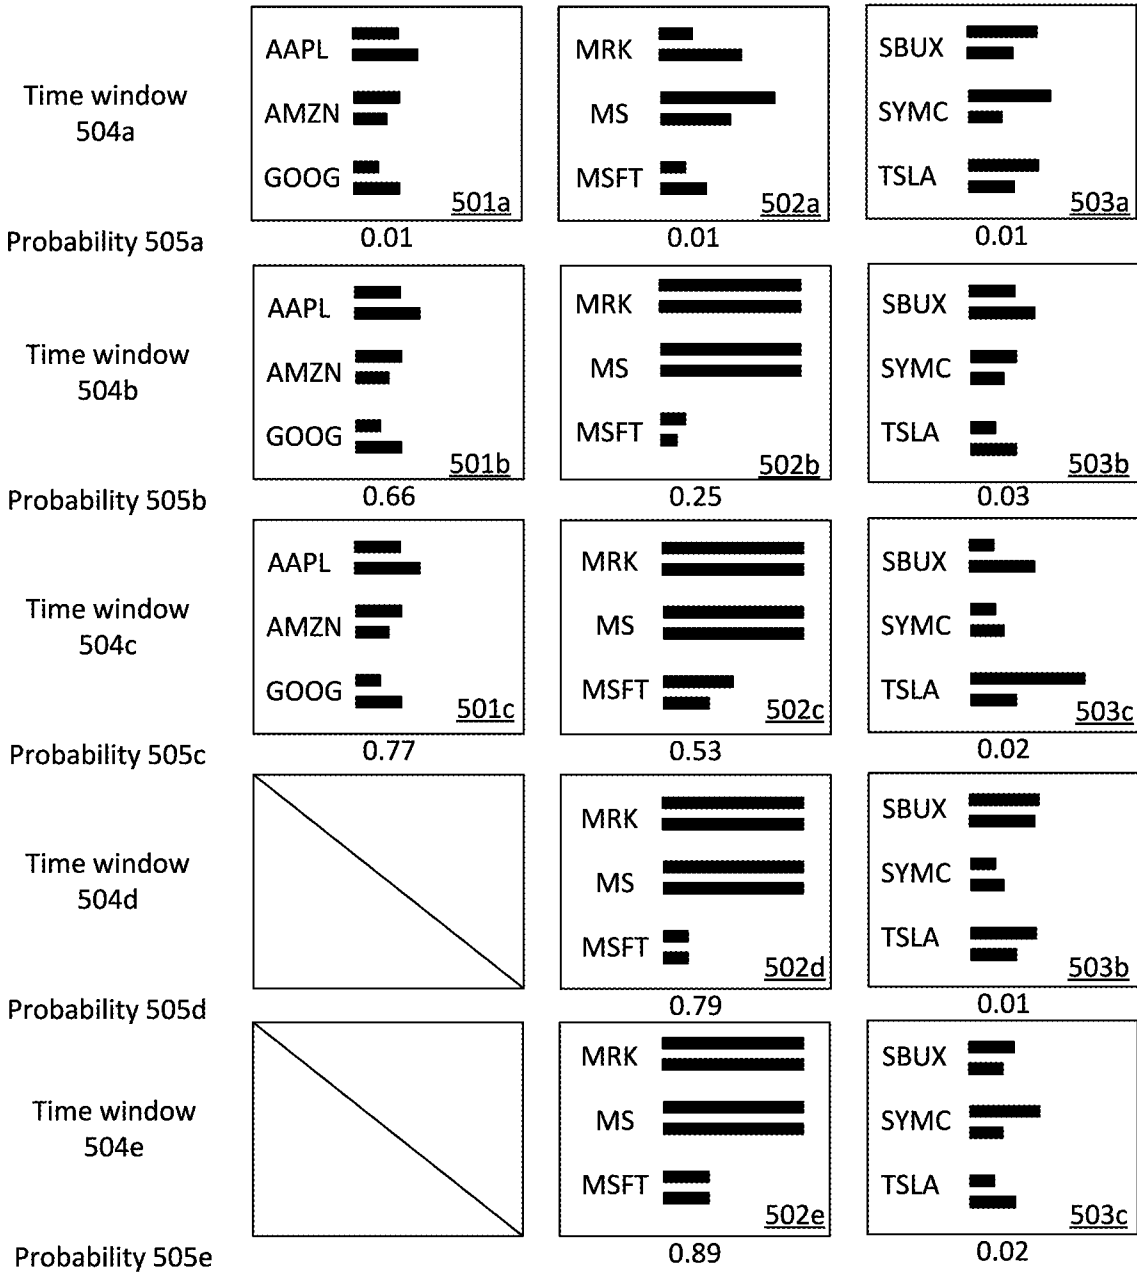 AAPL
AMZN
GOOG
501a
MRK
MS
MSFT
502a
SBUX
SYMC
TSLA
503a
Time window
504a
Probability 505a
0.01
0.01
0.01
AAPL
AMZN
GOOG
501b
MRK
MS
MSFT
502b
SBUX
SYMC
TSLA
503b
Time window
504b
Probability 505b
0.66
0.25
0.03
AAPL
AMZN
GOOG
501c
MRK
MS
MSFT
502c
SBUX
SYMC
TSLA
503c
Time window
504c
Probability 505c
0.77
0.53
0.02
MRK
MS
MSFT
502d
SBUX
SYMC
TSLA
503b
Time window
504d
Probability 505d
0.79
0.01
MRK
MS
MSFT
502e
SBUX
SYMC
TSLA
503c
Time window
504e
Probability 505e
0.89
0.02